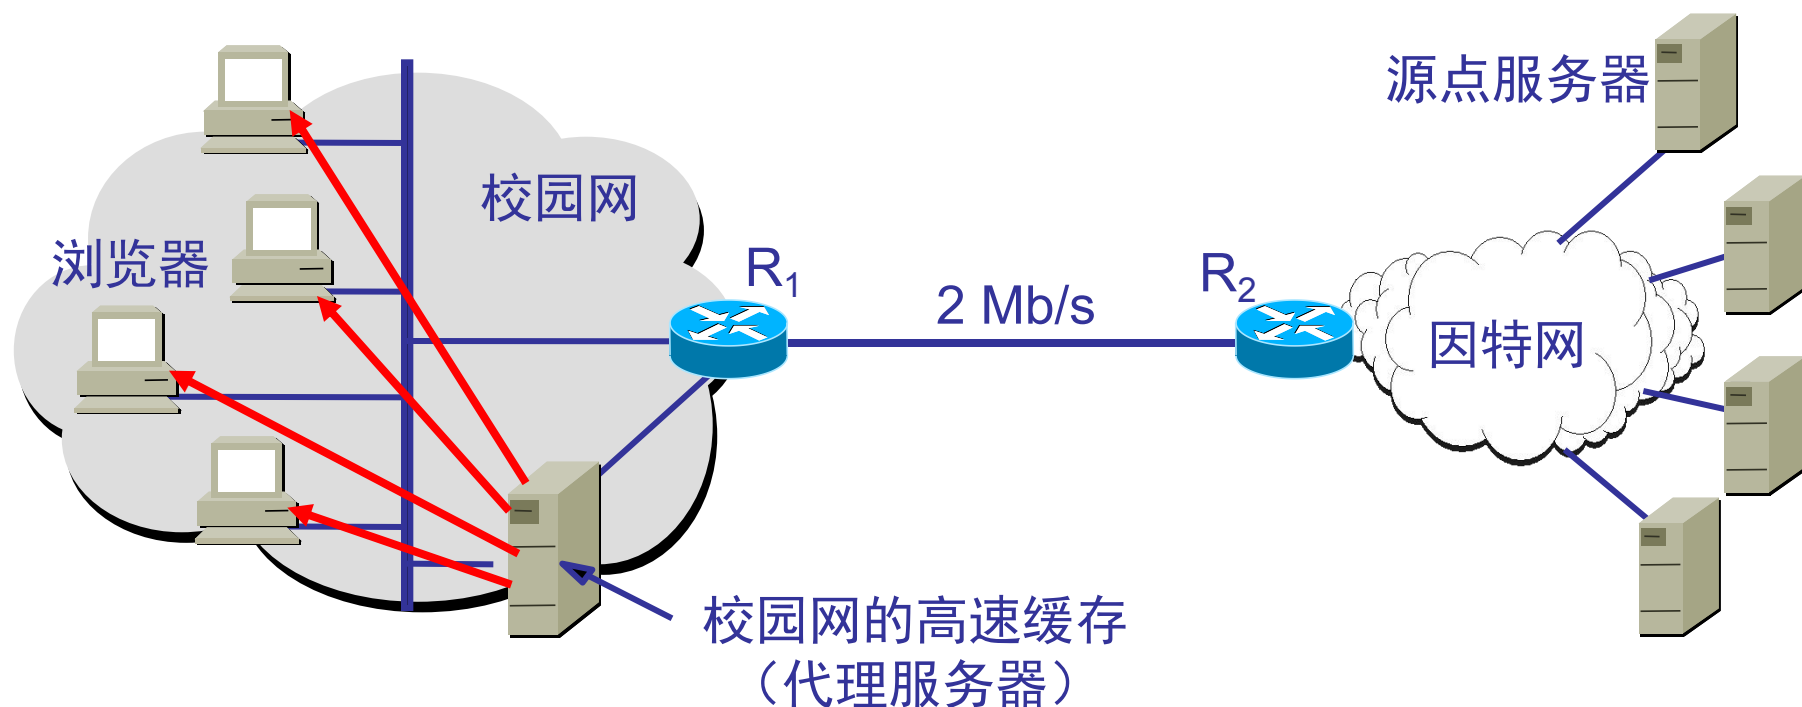 源点服务器
校园网
浏览器
R1
2 Mb/s
R2
因特网
校园网的高速缓存
（代理服务器）